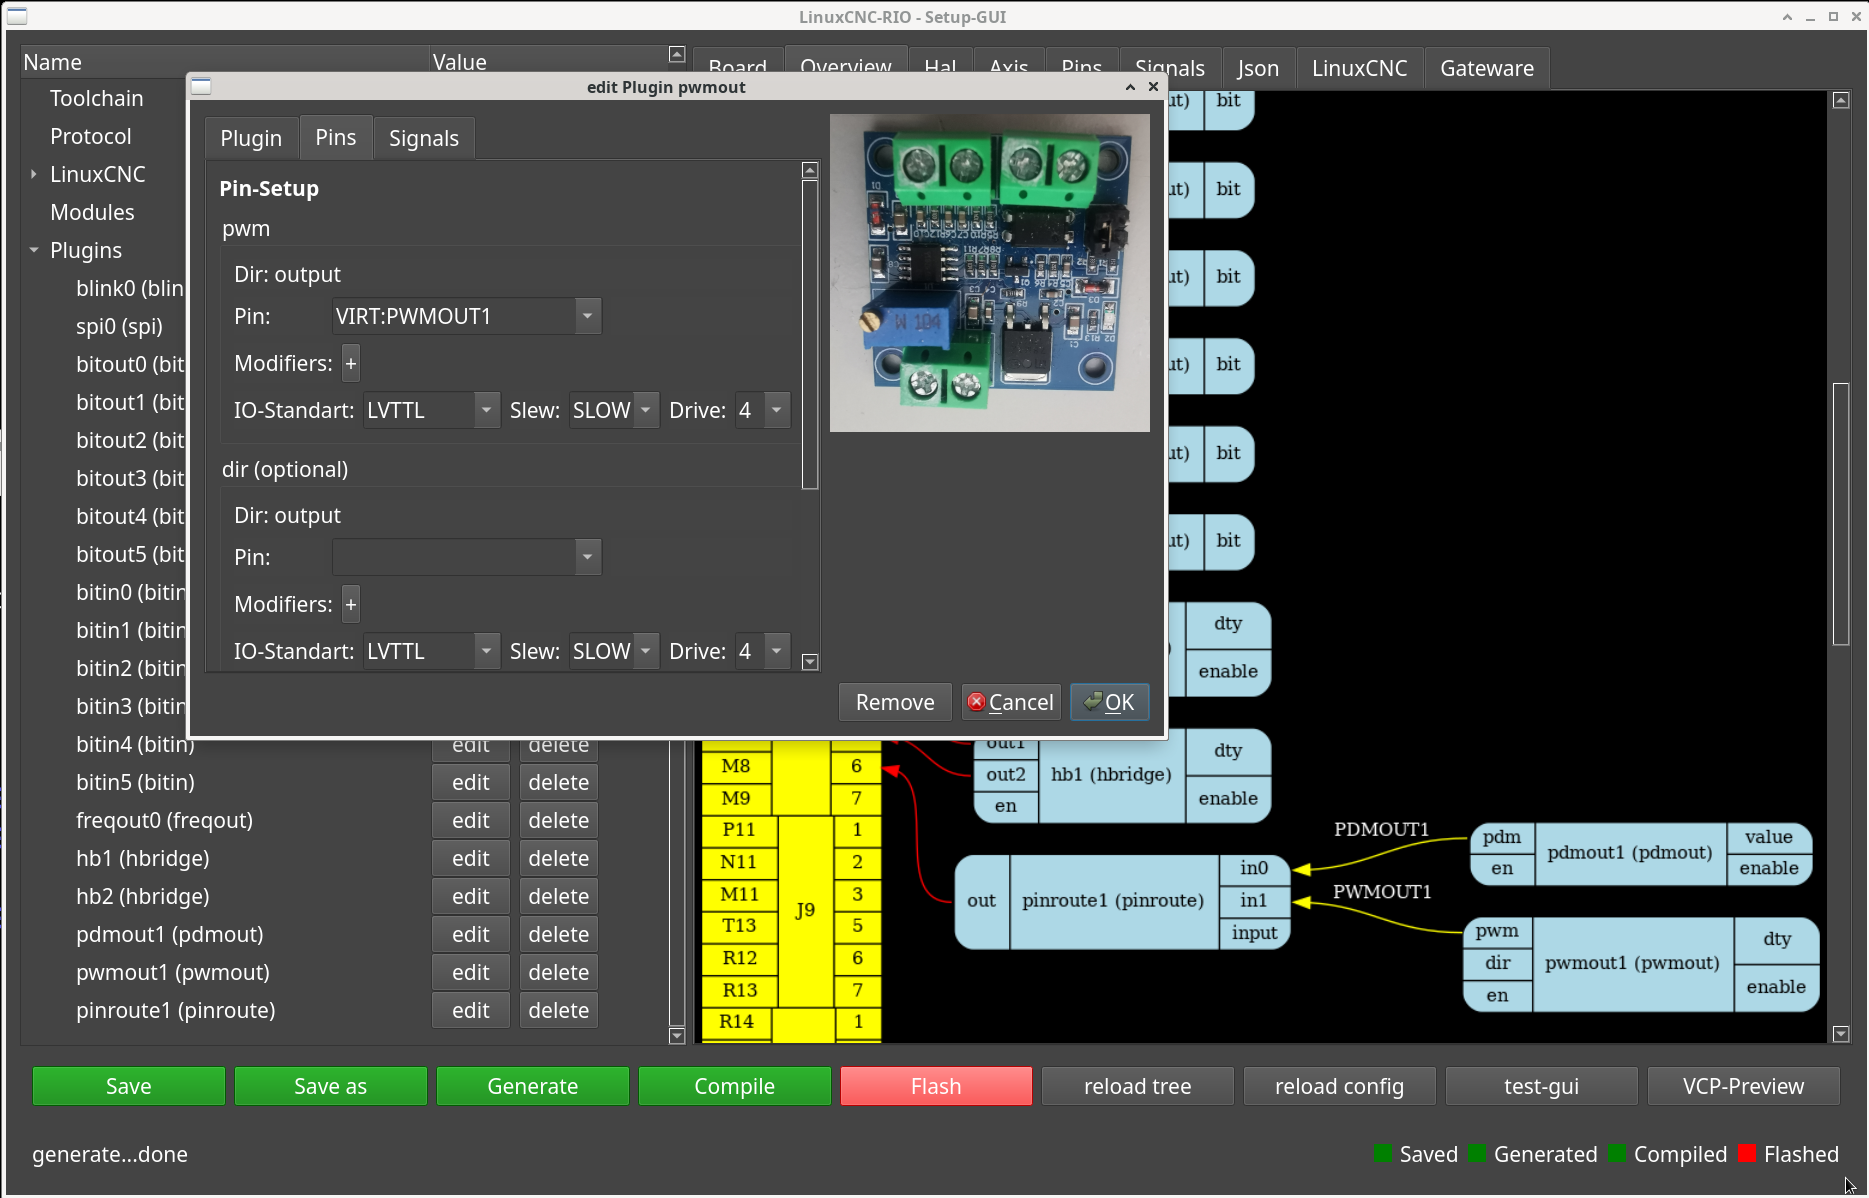 LinuxCNC-RIO - Setup-GUI
Name Value
Toolchain
Protocol
LinuxCNC
Modules
Plugins
blink0 (blin
spi0 (spi)
bitout0 (bit
bitout1 (bit
bitout2 (bit
bitout3 (bit
bitout4 (bit
bitout5 (bit
bitin0 (bitin
bitin1 (bitin
bitin2 (bitin
bitin3 (bitin
bitin4 (bitin) edit delete
bitin5 (bitin) edit delete
freqout0 (freqout) edit delete
hb1 (hbridge) edit delete
hb2 (hbridge) edit delete
pdmout1 (pdmout) edit delete
pwmout1 (pwmout) edit delete
pinroute1 (pinroute) edit delete
Board Overview Hal Axis Pins Signals Json LinuxCNC Gateware
edit Plugin pwmout
Plugin Pins Signals
Pin-Setup
pwm
Dir: output
Pin: VIRT:PWMOUT1
Modifiers: +
IO-Standart: LVTTL Slew: SLOW Drive: 4
dir (optional)
Dir: output
Pin:
Modifiers: +
IO-Standart: LVTTL Slew: SLOW Drive: 4
W 104
Remove Cancel OK
ut) bit
ut) bit
ut) bit
ut) bit
ut) bit
ut) bit
) dty
enable
M8 6
M9 7
P11 1
N11 2
M11 3
J9
T13 5
R12 6
R13 7
R14 1
out1
out2
en
hb1 (hbridge)
dty
enable
out
pinroute1 (pinroute)
in0
in1
input
PDMOUT1
PWMOUT1
pdm
en
pdmout1 (pdmout)
value
enable
pwm
dir
en
pwmout1 (pwmout)
dty
enable
Save Save as Generate Compile Flash reload tree reload config test-gui VCP-Preview
generate...done
Saved Generated Compiled Flashed